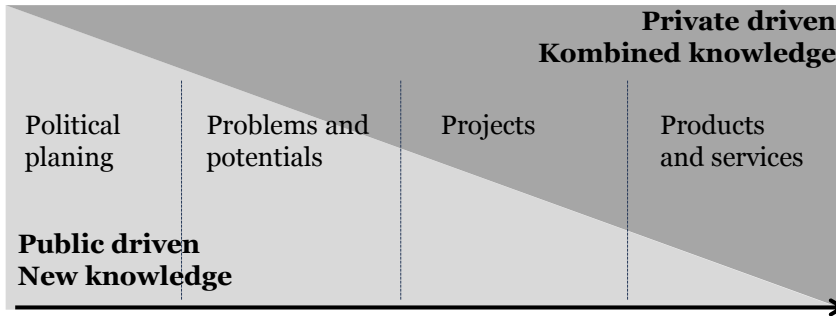 Private driven
Kombined knowledge
Political
planing
Problems and
potentials
Projects
Products
and services
Public driven
New knowledge